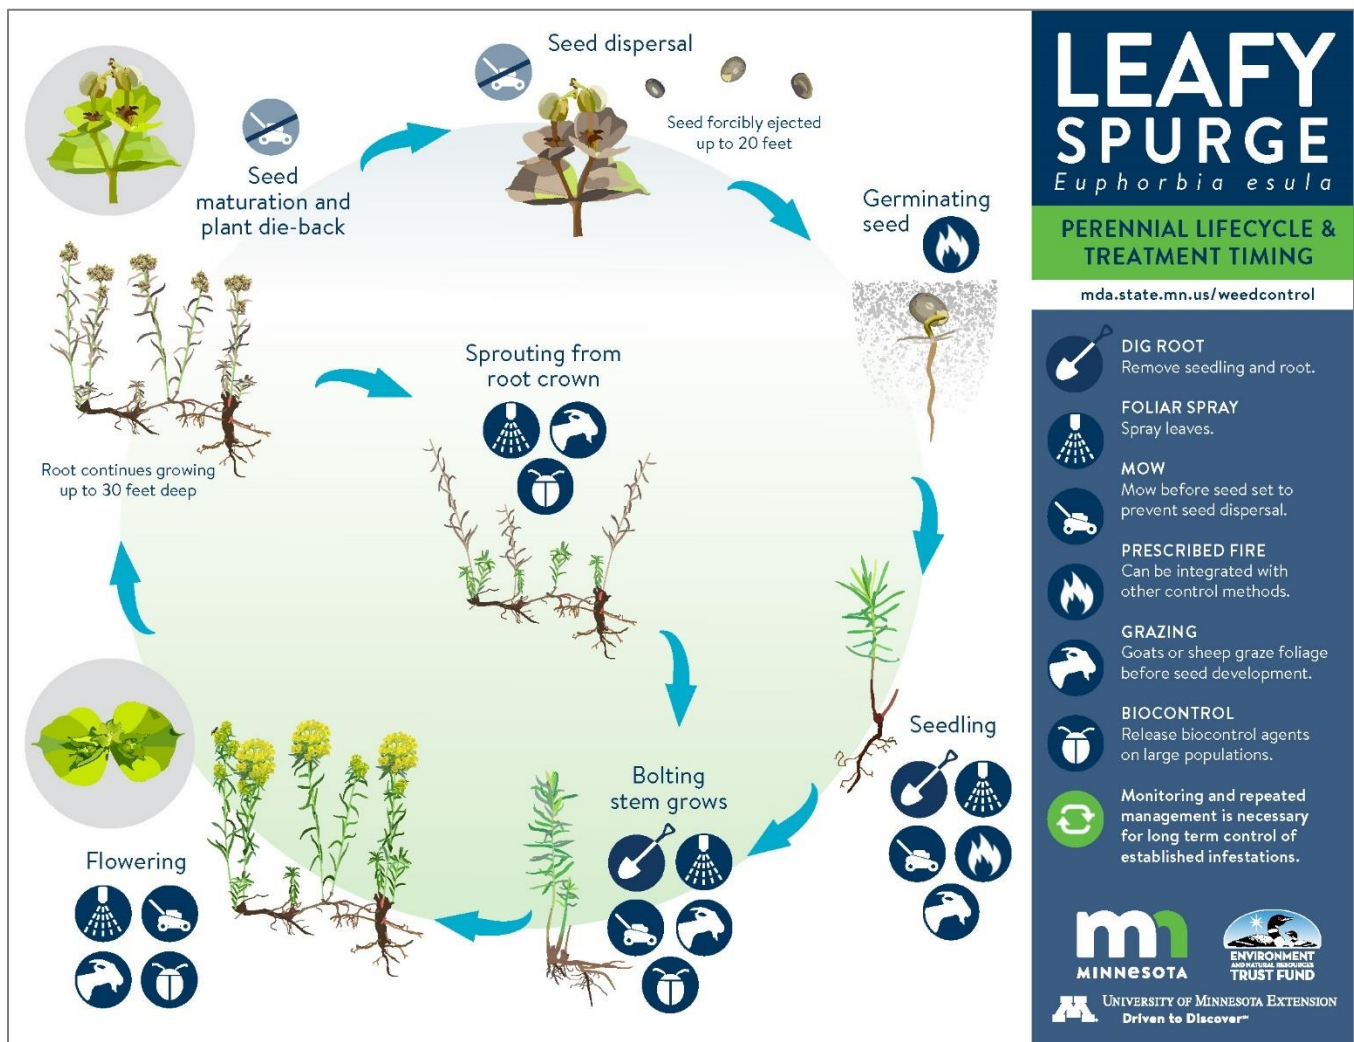 Seed dispersal
Seed forcibly ejected
up to 20 feet
Seed
maturation and
plant die-back
Germinating
seed
Sprouting from
root crown
Root continues growing
up to 30 feet deep
Seedling
Bolting
stem grows
Flowering
LEAFY
SPURGE
Euphorbia esula
PERENNIAL LIFECYCLE &
TREATMENT TIMING
mda.state.mn.us/weedcontrol
DIG ROOT
Remove seedling and root.
FOLIAR SPRAY
Spray leaves.
MOW
Mow before seed set to
prevent seed dispersal.
PRESCRIBED FIRE
Can be integrated with
other control methods.
GRAZING
Goats or sheep graze foliage
before seed development.
BIOCONTROL
Release biocontrol agents
on large populations.
Monitoring and repeated
management is necessary
for long term control of
established infestations.
mn
MINNESOTA
ENVIRONMENT
AND NATURAL RESOURCES
TRUST FUND
M
UNIVERSITY OF MINNESOTA EXTENSION
Driven to Discover℠